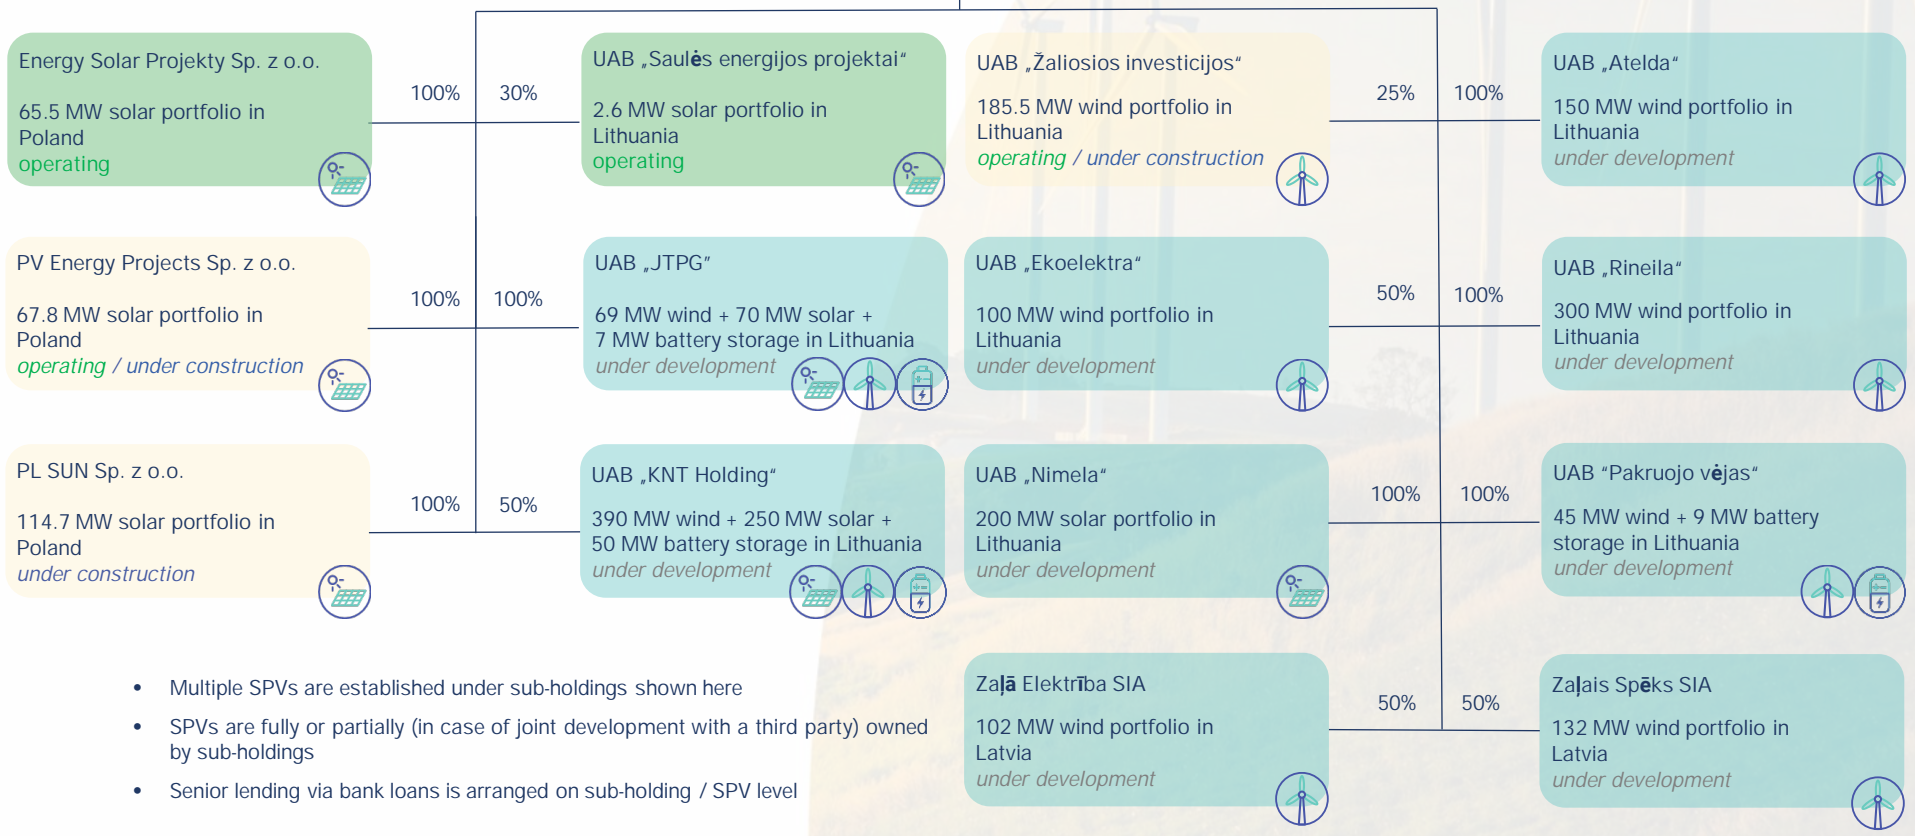 Energy Solar Projekty Sp. z o.o.
65.5 MW solar portfolio in
Poland
operating
100%
30%
UAB „Saulės energijos projektai“
2.6 MW solar portfolio in
Lithuania
operating
UAB „Žaliosios investicijos“
185.5 MW wind portfolio in
Lithuania
operating / under construction
25%
100%
UAB „Atelda“
150 MW wind portfolio in
Lithuania
under development
PV Energy Projects Sp. z o.o.
67.8 MW solar portfolio in
Poland
operating / under construction
100%
100%
UAB „JTPG”
69 MW wind + 70 MW solar +
7 MW battery storage in Lithuania
under development
UAB „Ekoelektra“
100 MW wind portfolio in
Lithuania
under development
50%
100%
UAB „Rineila“
300 MW wind portfolio in
Lithuania
under development
PL SUN Sp. z o.o.
114.7 MW solar portfolio in
Poland
under construction
100%
50%
UAB „KNT Holding“
390 MW wind + 250 MW solar +
50 MW battery storage in Lithuania
under development
UAB „Nimela“
200 MW solar portfolio in
Lithuania
under development
100%
100%
UAB “Pakruojo vėjas“
45 MW wind + 9 MW battery
storage in Lithuania
under development
• Multiple SPVs are established under sub-holdings shown here
• SPVs are fully or partially (in case of joint development with a third party) owned
by sub-holdings
• Senior lending via bank loans is arranged on sub-holding / SPV level
Zaļā Elektrība SIA
102 MW wind portfolio in
Latvia
under development
50%
50%
Zaļais Spēks SIA
132 MW wind portfolio in
Latvia
under development